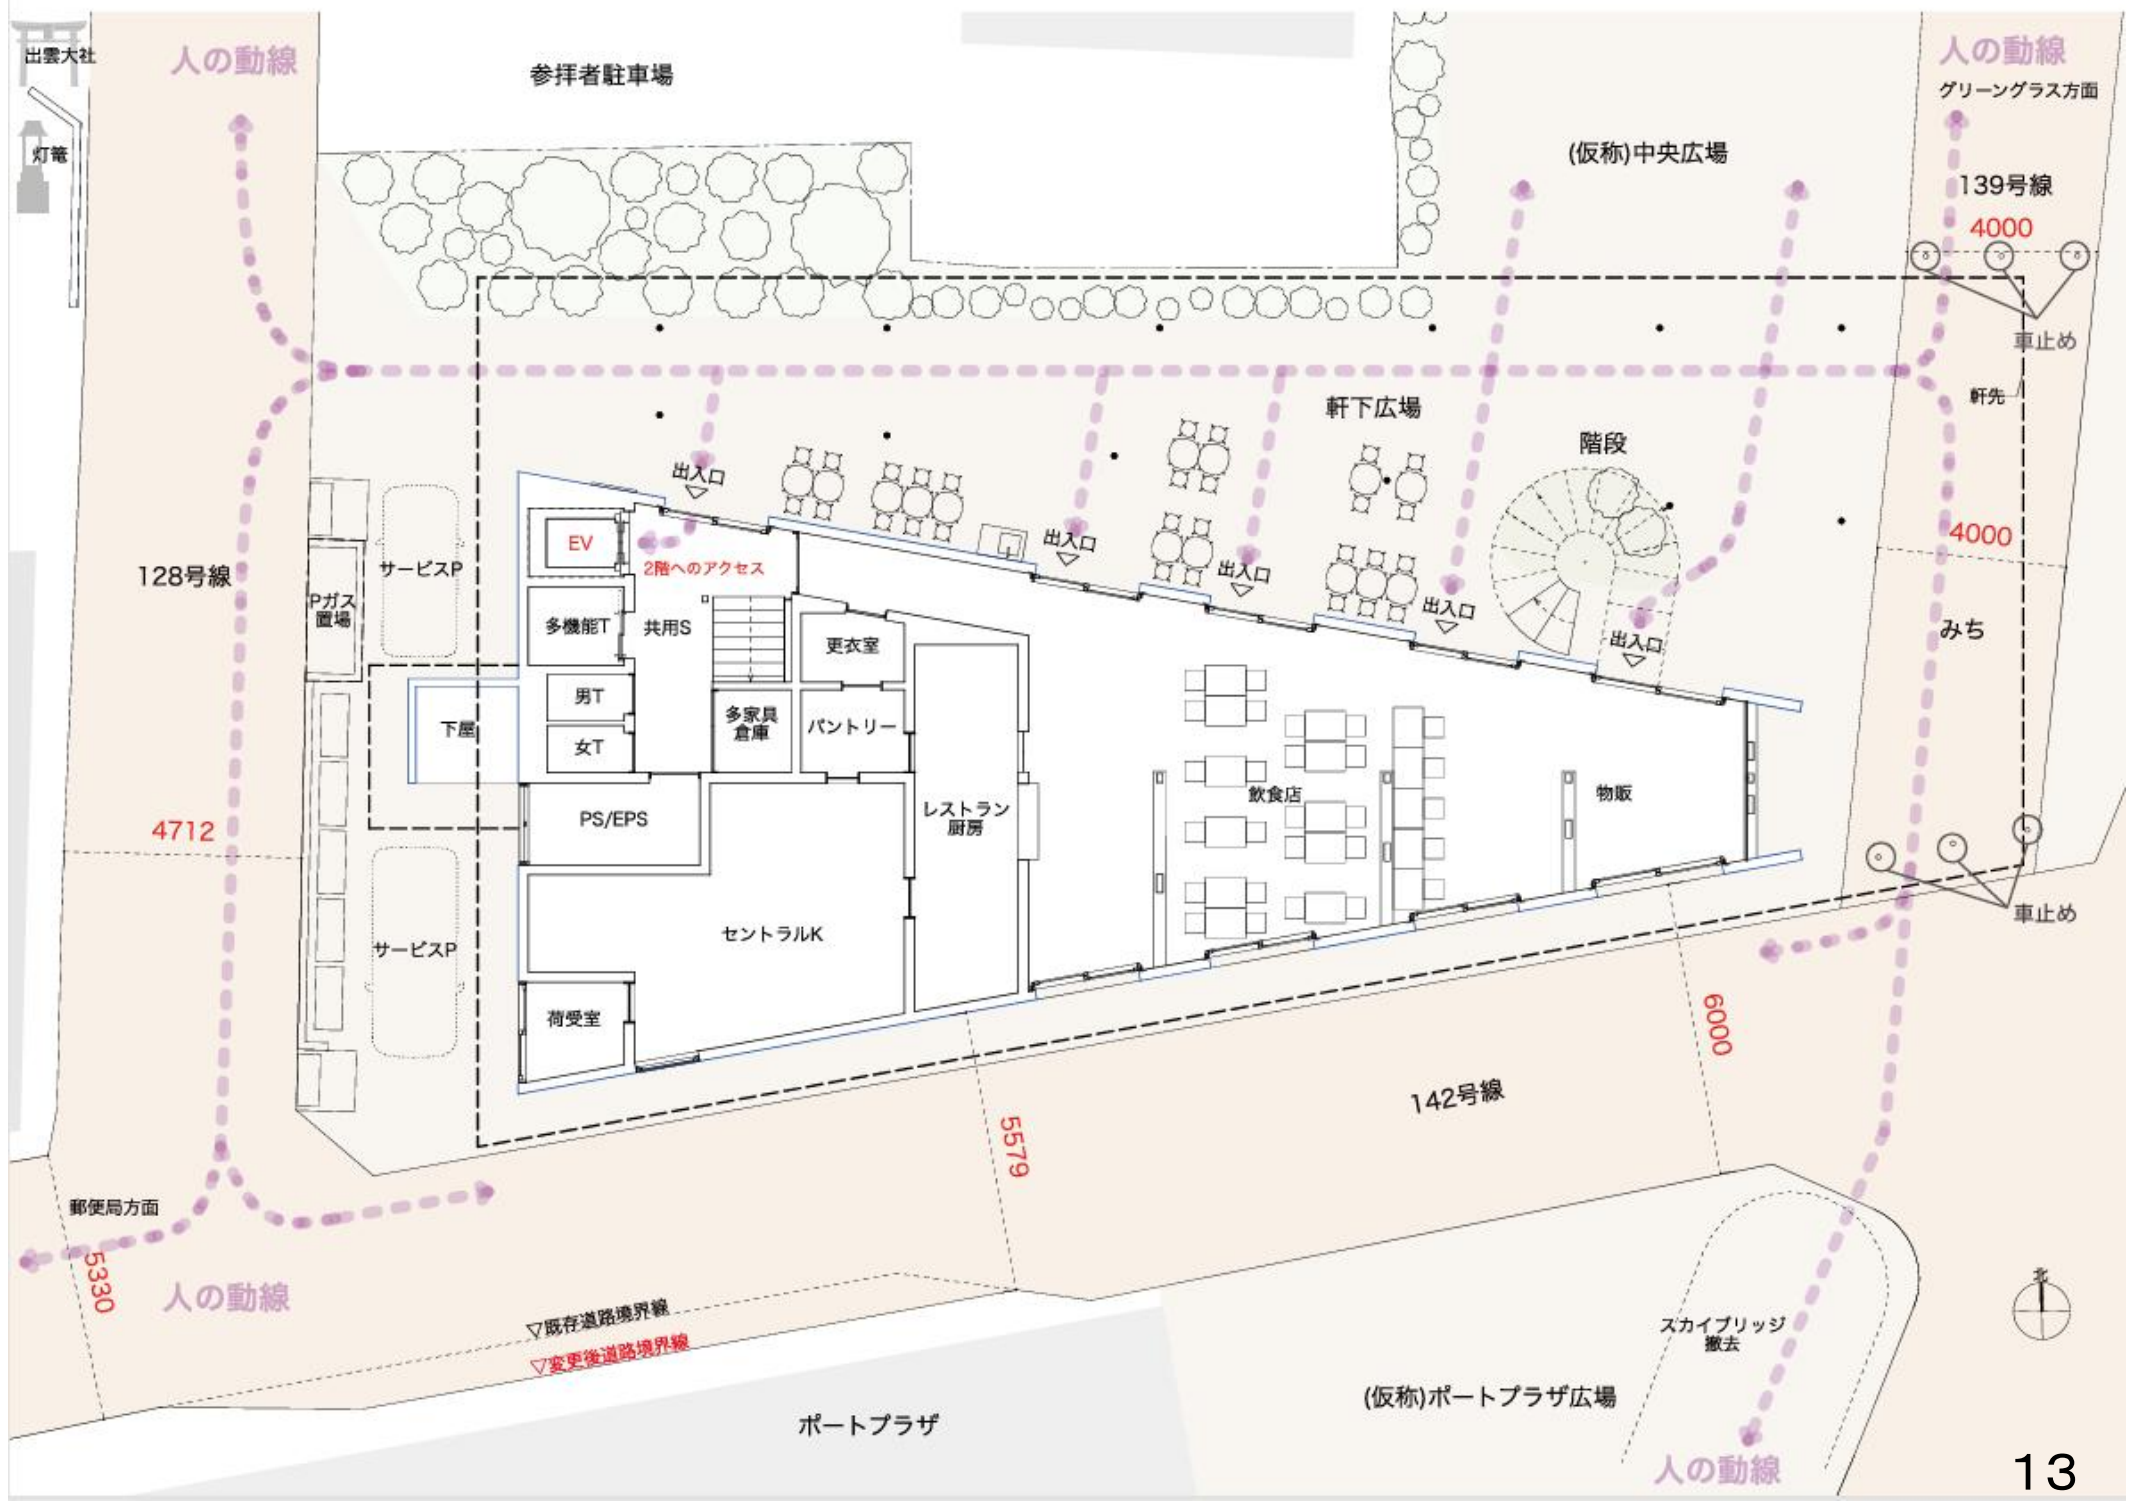 出雲大社
人の動線
参拝者駐車場
人の動線
グリーングラス方面
灯篭
(仮称)中央広場
139号線
4000
車止め
軒先
軒下広場
階段
出入口
出入口
出入口
出入口
出入口
4000
みち
128号線
サービスP
Pガス
置場
EV
2階へのアクセス
多機能T
共用S
更衣室
男T
女T
下屋
多家具
倉庫
パントリー
レストラン
厨房
飲食店
物販
PS/EPS
4712
セントラルK
サービスP
荷受室
車止め
6000
142号線
5579
郵便局方面
5330
人の動線
▽既存道路境界線
▽変更後道路境界線
ポートプラザ
(仮称)ポートプラザ広場
スカイブリッジ
撤去
北
人の動線
13